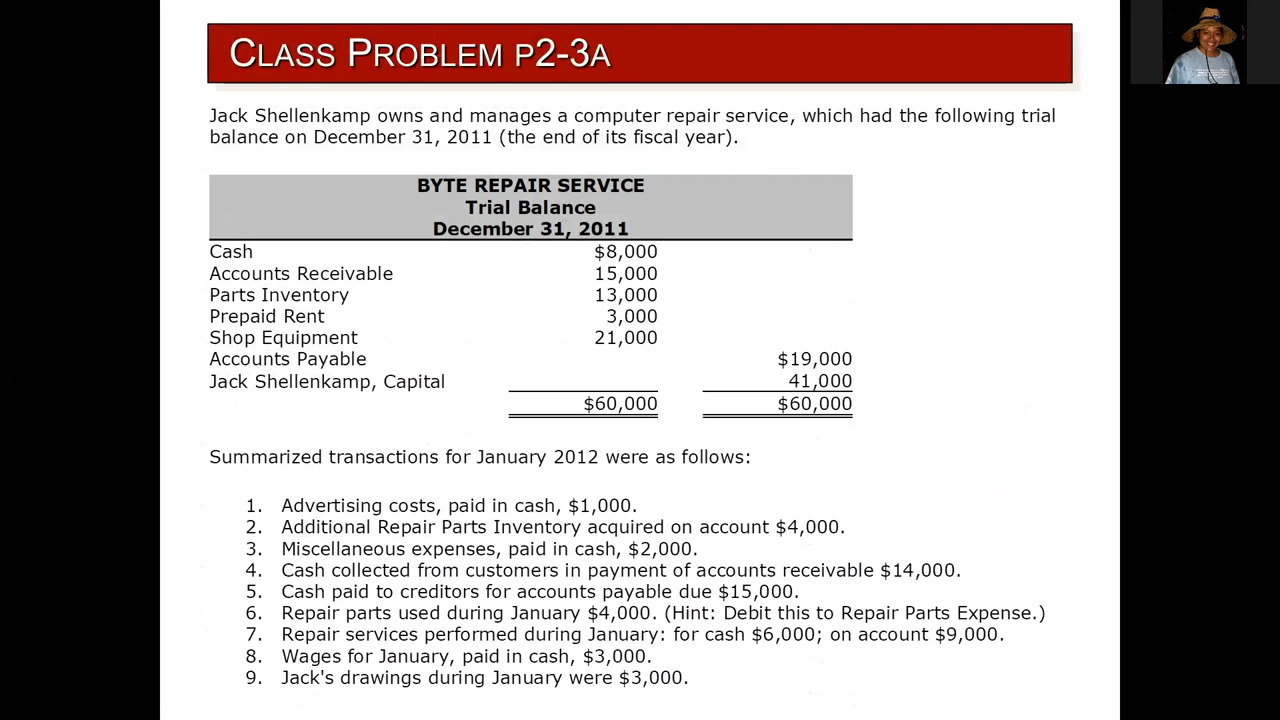 CLASS PROBLEM P2-3A
Jack Shellenkamp owns and manages a computer repair service, which had the following trial
balance on December 31, 2011 (the end of its fiscal year).
BYTE REPAIR SERVICE
Trial Balance
December 31, 2011
Cash $8,000
Accounts Receivable 15,000
Parts Inventory 13,000
Prepaid Rent 3,000
Shop Equipment 21,000
Accounts Payable $19,000
Jack Shellenkamp, Capital 41,000
$60,000 $60,000
Summarized transactions for January 2012 were as follows:
1. Advertising costs, paid in cash, $1,000.
2. Additional Repair Parts Inventory acquired on account $4,000.
3. Miscellaneous expenses, paid in cash, $2,000.
4. Cash collected from customers in payment of accounts receivable $14,000.
5. Cash paid to creditors for accounts payable due $15,000.
6. Repair parts used during January $4,000. (Hint: Debit this to Repair Parts Expense.)
7. Repair services performed during January: for cash $6,000; on account $9,000.
8. Wages for January, paid in cash, $3,000.
9. Jack's drawings during January were $3,000.